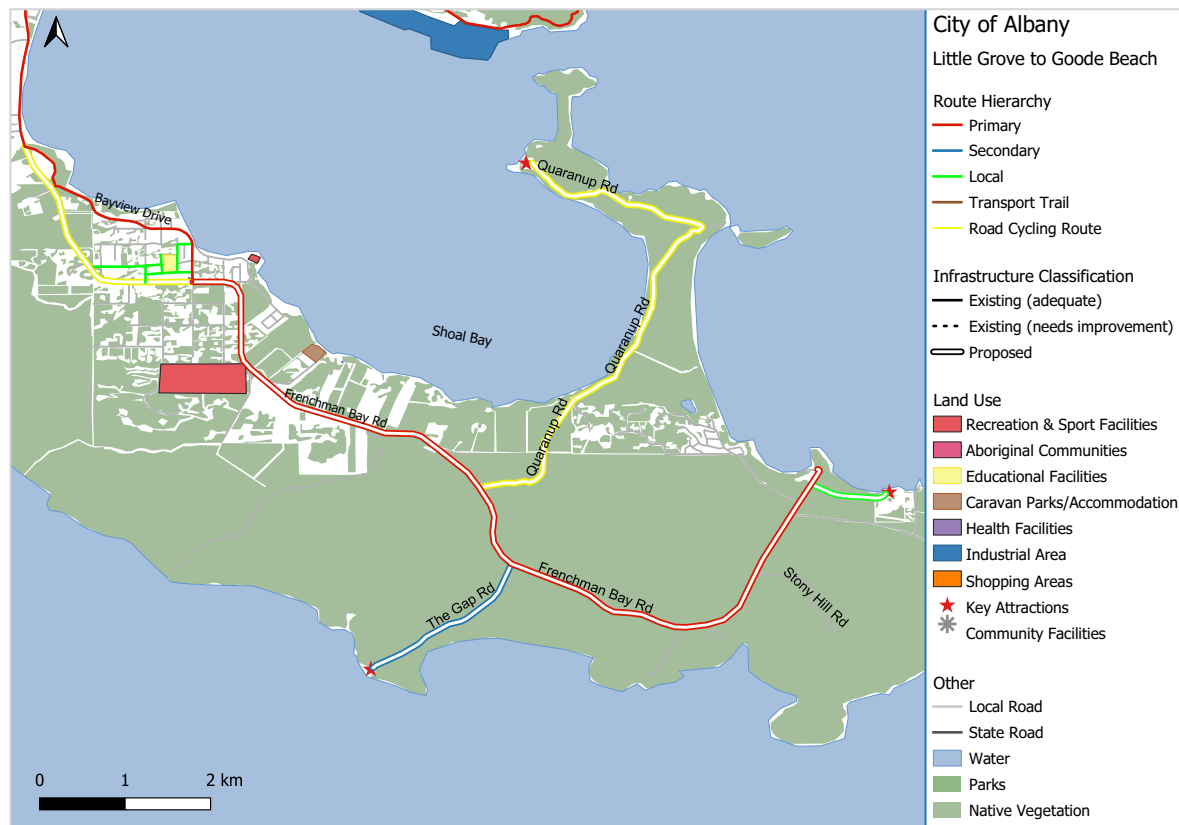 City of Albany
Little Grove to Goode Beach
Route Hierarchy
Primary
Secondary
Local
Transport Trail
Road Cycling Route
Infrastructure Classification
Existing (adequate)
Existing (needs improvement)
Proposed
Land Use
Recreation & Sport Facilities
Aboriginal Communities
Educational Facilities
Caravan Parks/Accommodation
Health Facilities
Industrial Area
Shopping Areas
Key Attractions
Community Facilities
Other
Local Road
State Road
Water
Parks
Native Vegetation
Quaranup Rd
Bayview Drive
Quaranup Rd
Shoal Bay
Frenchman Bay Rd
Quaranup Rd
Frenchman Bay Rd
Stony Hill Rd
The Gap Rd
0 1 2 km